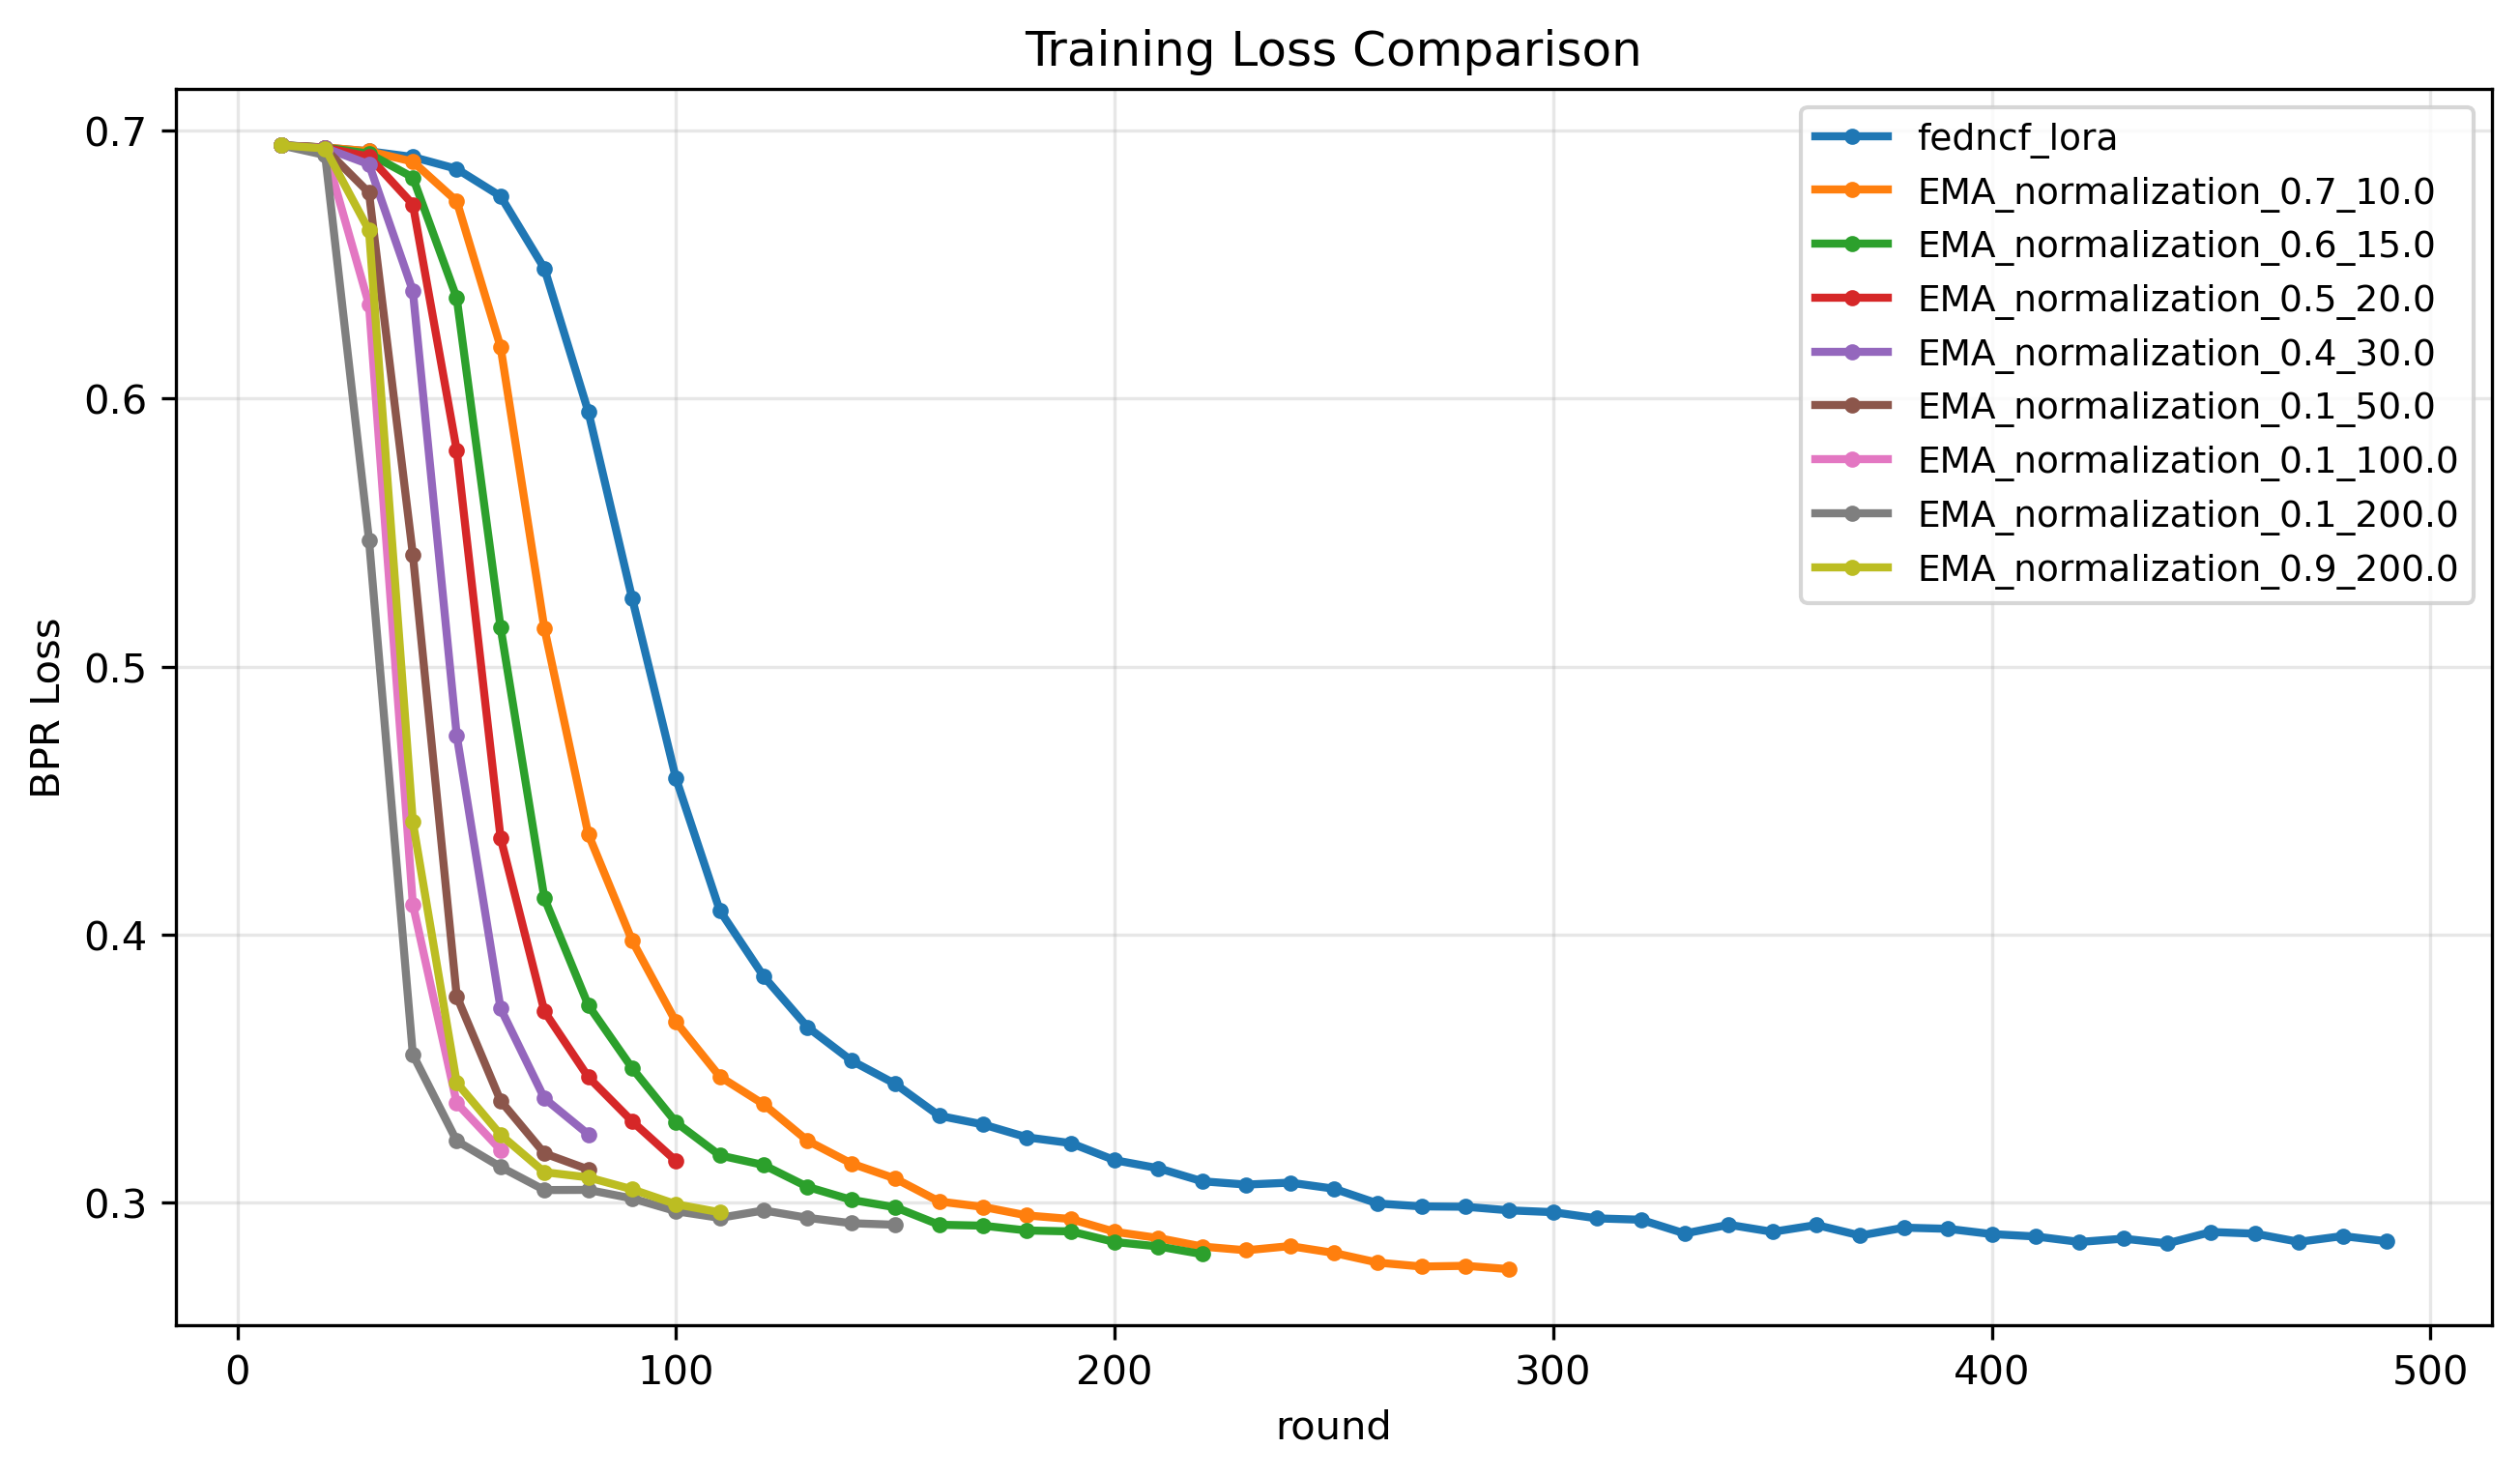 Training Loss Comparison
0.7
0.6
0.5
0.4
0.3
BPR Loss
0
100
200
300
400
500
round
fedncf_lora
EMA_normalization_0.7_10.0
EMA_normalization_0.6_15.0
EMA_normalization_0.5_20.0
EMA_normalization_0.4_30.0
EMA_normalization_0.1_50.0
EMA_normalization_0.1_100.0
EMA_normalization_0.1_200.0
EMA_normalization_0.9_200.0